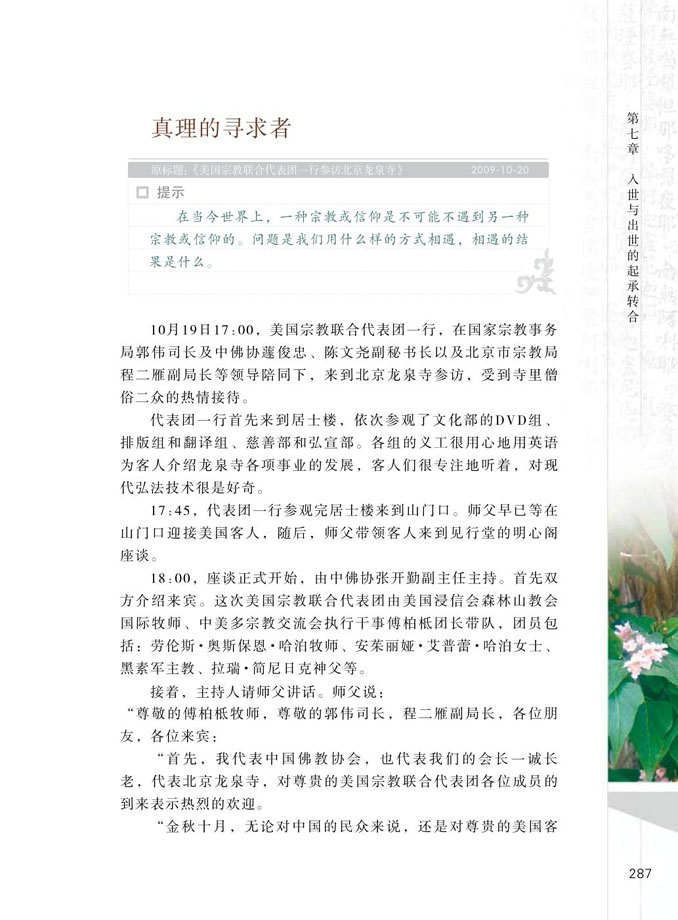 真理的寻求者
原标题：《美国宗教联合代表团一行参访北京龙泉寺》 2009-10-20
提示
在当今世界上，一种宗教或信仰是不可能不遇到另一种
宗教或信仰的。问题是我们用什么样的方式相遇，相遇的结
果是什么。
10月19日17:00，美国宗教联合代表团一行，在国家宗教事务
局郭伟司长及中佛协蘧俊忠、陈文尧副秘书长以及北京市宗教局
程二雁副局长等领导陪同下，来到北京龙泉寺参访，受到寺里僧
俗二众的热情接待。
代表团一行首先来到居士楼，依次参观了文化部的DVD组、
排版组和翻译组、慈善部和弘宣部。各组的义工很用心地用英语
为客人介绍龙泉寺各项事业的发展，客人们很专注地听着，对现
代弘法技术很是好奇。
17:45，代表团一行参观完居士楼来到山门口。师父早已等在
山门口迎接美国客人，随后，师父带领客人来到见行堂的明心阁
座谈。
18:00，座谈正式开始，由中佛协张开勤副主任主持。首先双
方介绍来宾。这次美国宗教联合代表团由美国浸信会森林山教会
国际牧师、中美多宗教交流会执行干事傅柏柢团长带队，团员包
括：劳伦斯·奥斯保恩·哈泊牧师、安茱丽娅·艾普蕾·哈泊女士、
黑素军主教、拉瑞·简尼日克神父等。
接着，主持人请师父讲话。师父说：
“尊敬的傅柏柢牧师，尊敬的郭伟司长，程二雁副局长，各位朋
友，各位来宾：
“首先，我代表中国佛教协会，也代表我们的会长一诚长
老，代表北京龙泉寺，对尊贵的美国宗教联合代表团各位成员的
到来表示热烈的欢迎。
“金秋十月，无论对中国的民众来说，还是对尊贵的美国客
第七章 入世与出世的起承转合
287